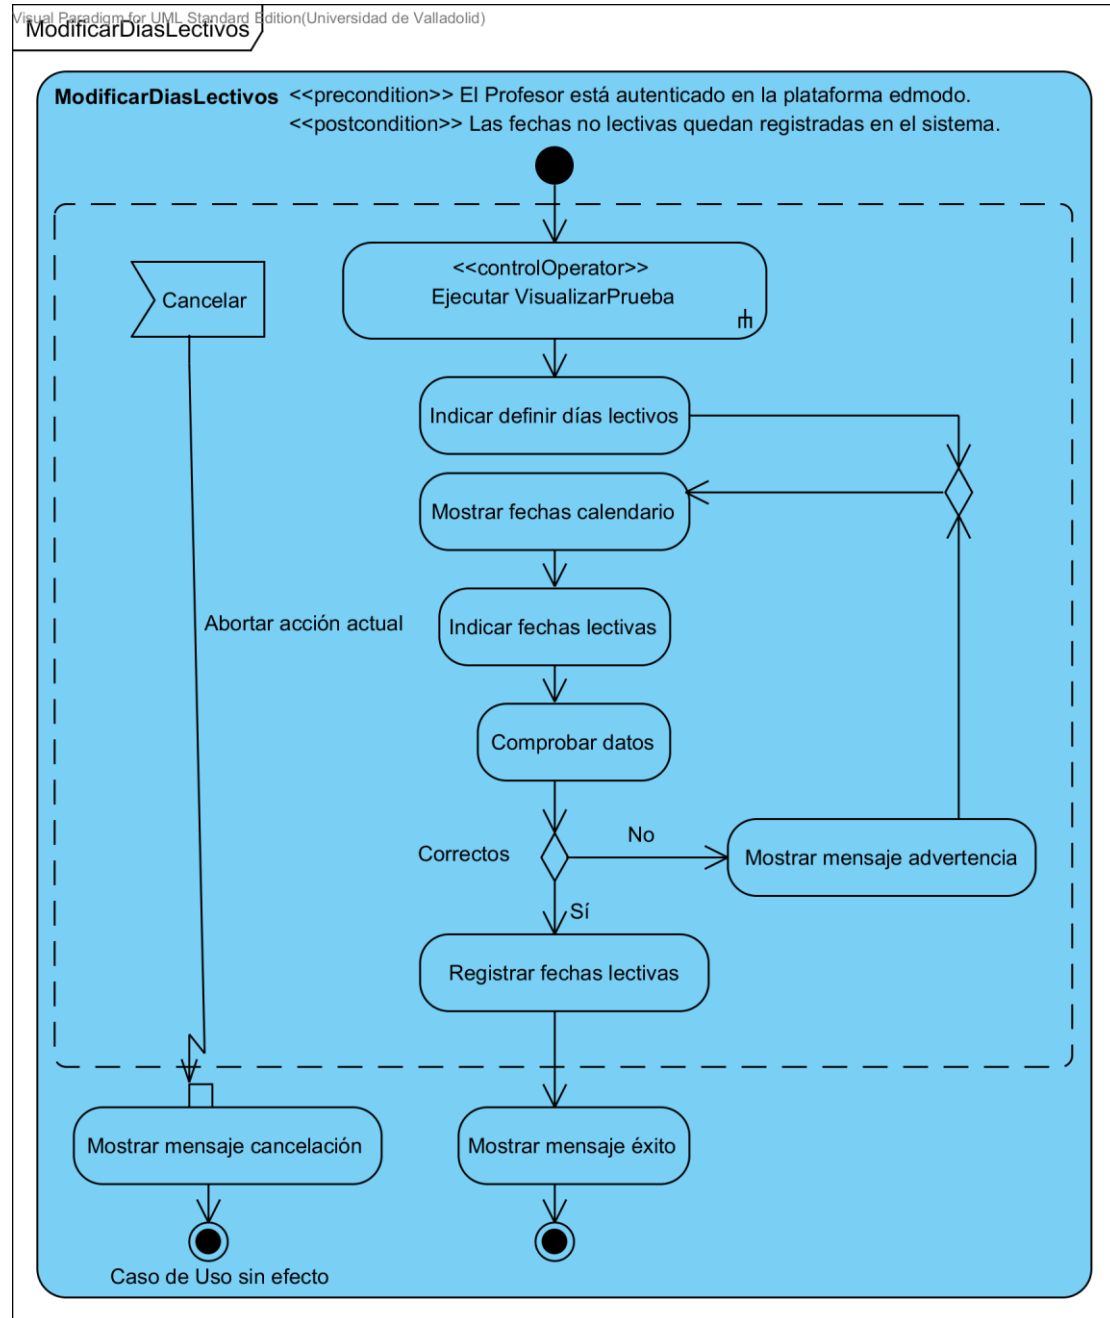 Visual Paradigm for UML Standard Edition(Universidad de Valladolid)
ModificarDiasLectivos
ModificarDiasLectivos <<precondition>> El Profesor está autenticado en la plataforma edmodo.
<<postcondition>> Las fechas no lectivas quedan registradas en el sistema.
<<controlOperator>>
Ejecutar VisualizarPrueba
Cancelar
Indicar definir días lectivos
Mostrar fechas calendario
Abortar acción actual
Indicar fechas lectivas
Comprobar datos
Correctos
No
Mostrar mensaje advertencia
Sí
Registrar fechas lectivas
Mostrar mensaje cancelación
Mostrar mensaje éxito
Caso de Uso sin efecto